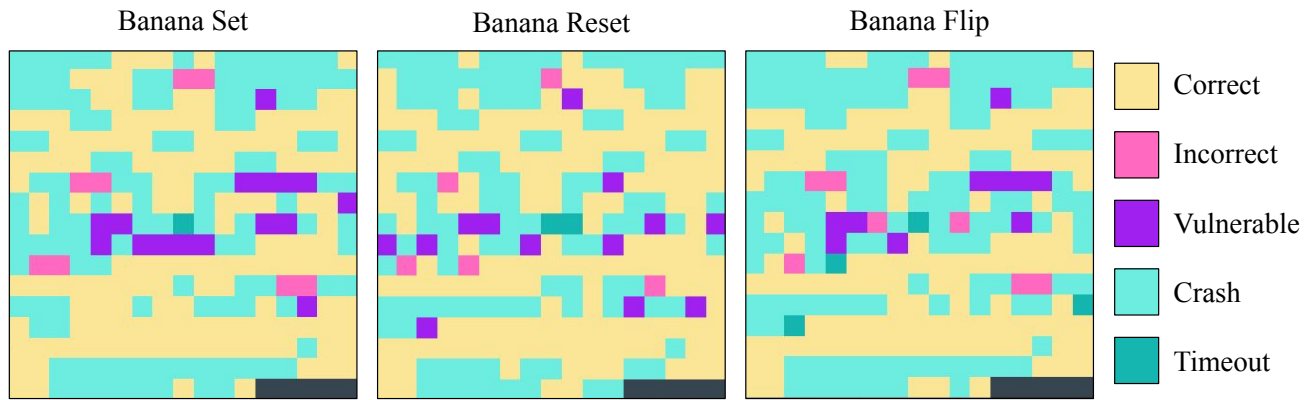 Banana Set
Banana Reset
Banana Flip
Correct
Incorrect
Vulnerable
Crash
Timeout